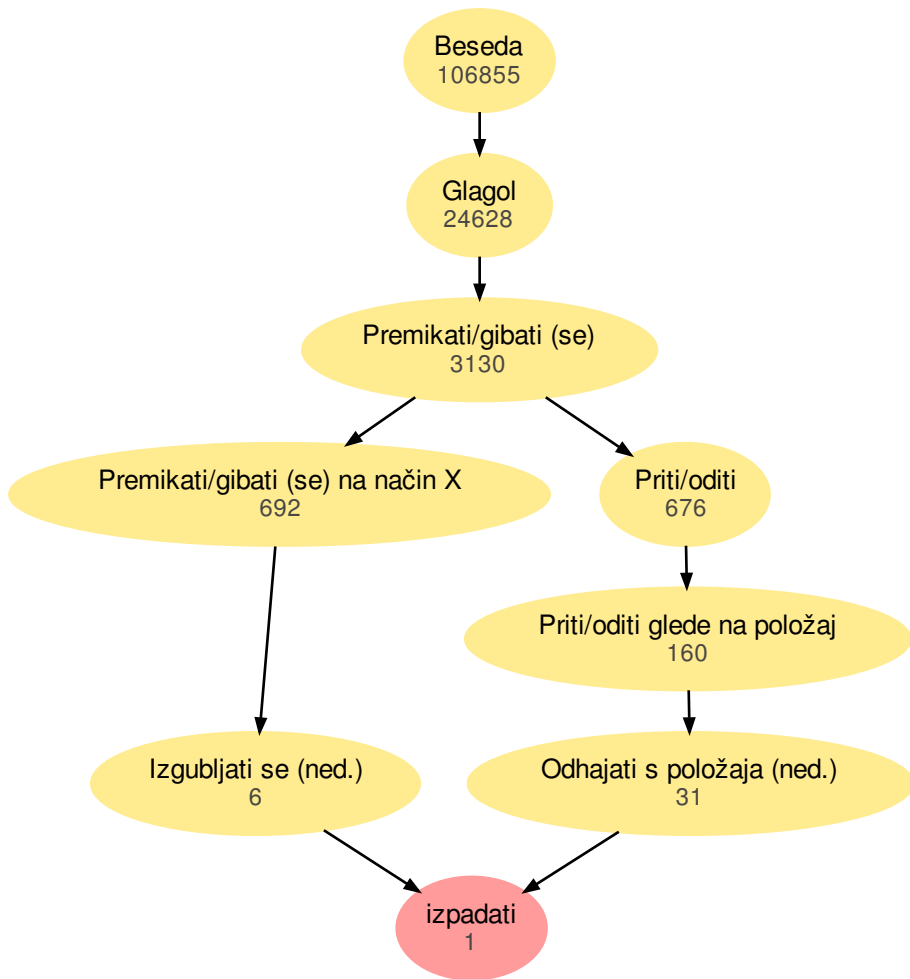 Beseda
106855
Glagol
24628
Premikati/gibati (se)
3130
Premikati/gibati (se) na način X
692
Priti/oditi
676
Priti/oditi glede na položaj
160
Izgubljati se (ned.)
6
Odhajati s položaja (ned.)
31
izpadati
1